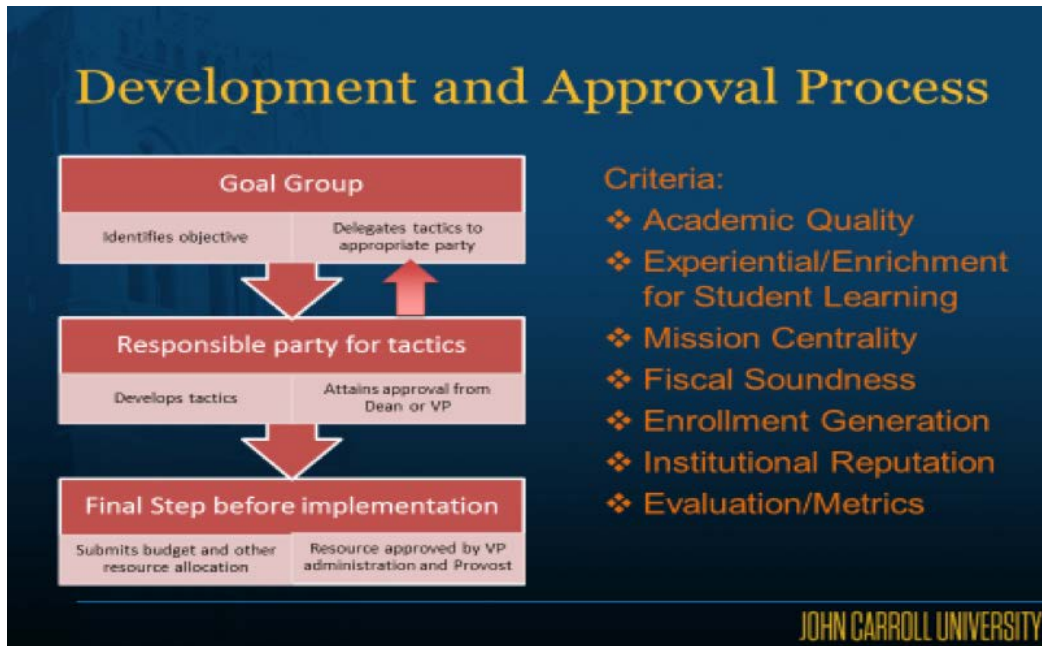 Development and Approval Process
Goal Group
Identifies objective
Delegates tactics to
appropriate party
Responsible party for tactics
Develops tactics
Attains approval from
Dean or VP
Final Step before implementation
Submits budget and other
resource allocation
Resource approved by VP
administration and Provost
Criteria:
❖ Academic Quality
❖ Experiential/Enrichment
for Student Learning
❖ Mission Centrality
❖ Fiscal Soundness
❖ Enrollment Generation
❖ Institutional Reputation
❖ Evaluation/Metrics
JOHN CARROLL UNIVERSITY